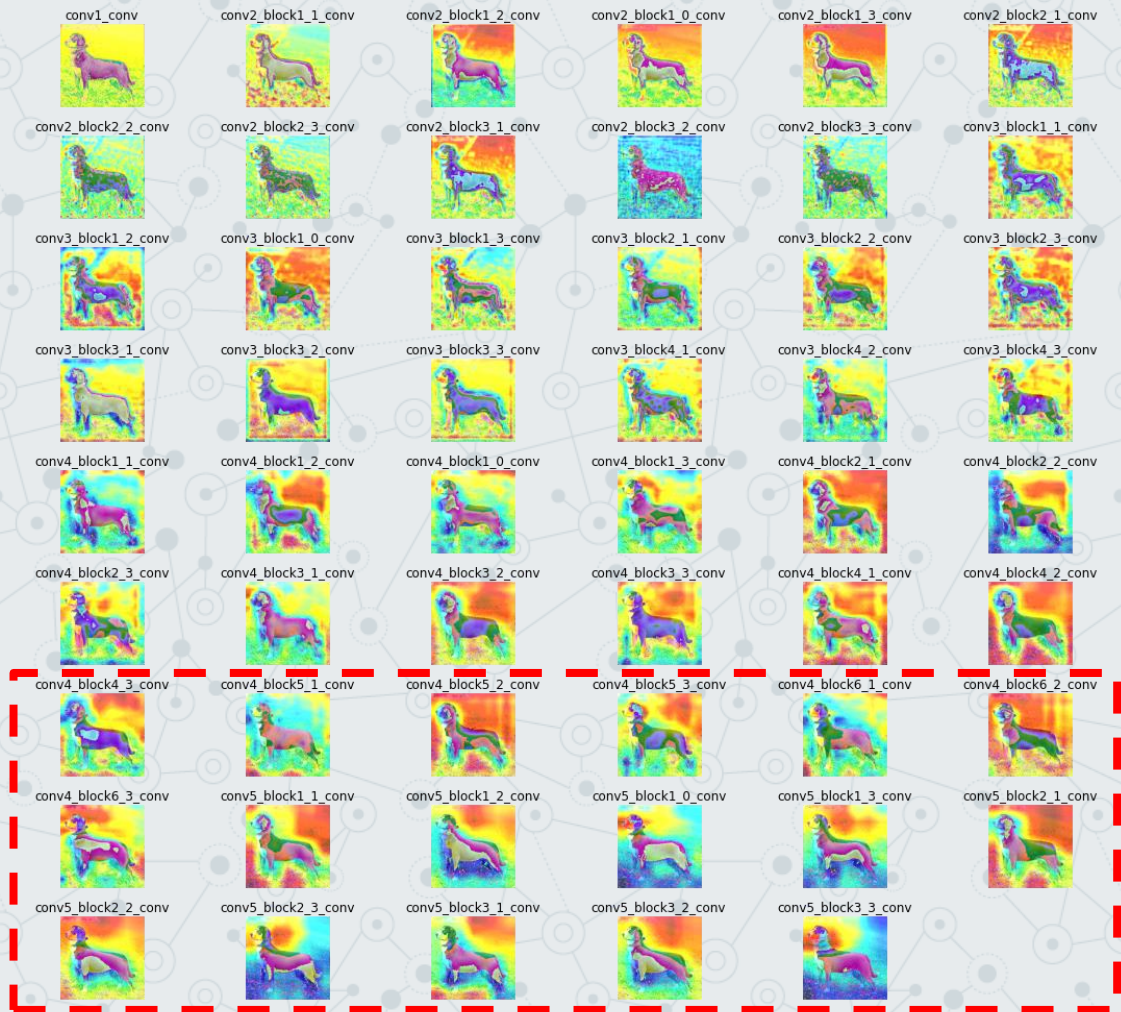 conv1_conv conv2_block1_1_conv conv2_block1_2_conv conv2_block1_0_conv conv2_block1_3_conv conv2_block2_1_conv
conv2_block2_2_conv conv2_block2_3_conv conv2_block3_1_conv conv2_block3_2_conv conv2_block3_3_conv conv3_block1_1_conv
conv3_block1_2_conv conv3_block1_0_conv conv3_block1_3_conv conv3_block2_1_conv conv3_block2_2_conv conv3_block2_3_conv
conv3_block3_1_conv conv3_block3_2_conv conv3_block3_3_conv conv3_block4_1_conv conv3_block4_2_conv conv3_block4_3_conv
conv4_block1_1_conv conv4_block1_2_conv conv4_block1_0_conv conv4_block1_3_conv conv4_block2_1_conv conv4_block2_2_conv
conv4_block2_3_conv conv4_block3_1_conv conv4_block3_2_conv conv4_block3_3_conv conv4_block4_1_conv conv4_block4_2_conv
conv4_block4_3_conv conv4_block5_1_conv conv4_block5_2_conv conv4_block5_3_conv conv4_block6_1_conv conv4_block6_2_conv
conv4_block6_3_conv conv5_block1_1_conv conv5_block1_2_conv conv5_block1_0_conv conv5_block1_3_conv conv5_block2_1_conv
conv5_block2_2_conv conv5_block2_3_conv conv5_block3_1_conv conv5_block3_2_conv conv5_block3_3_conv